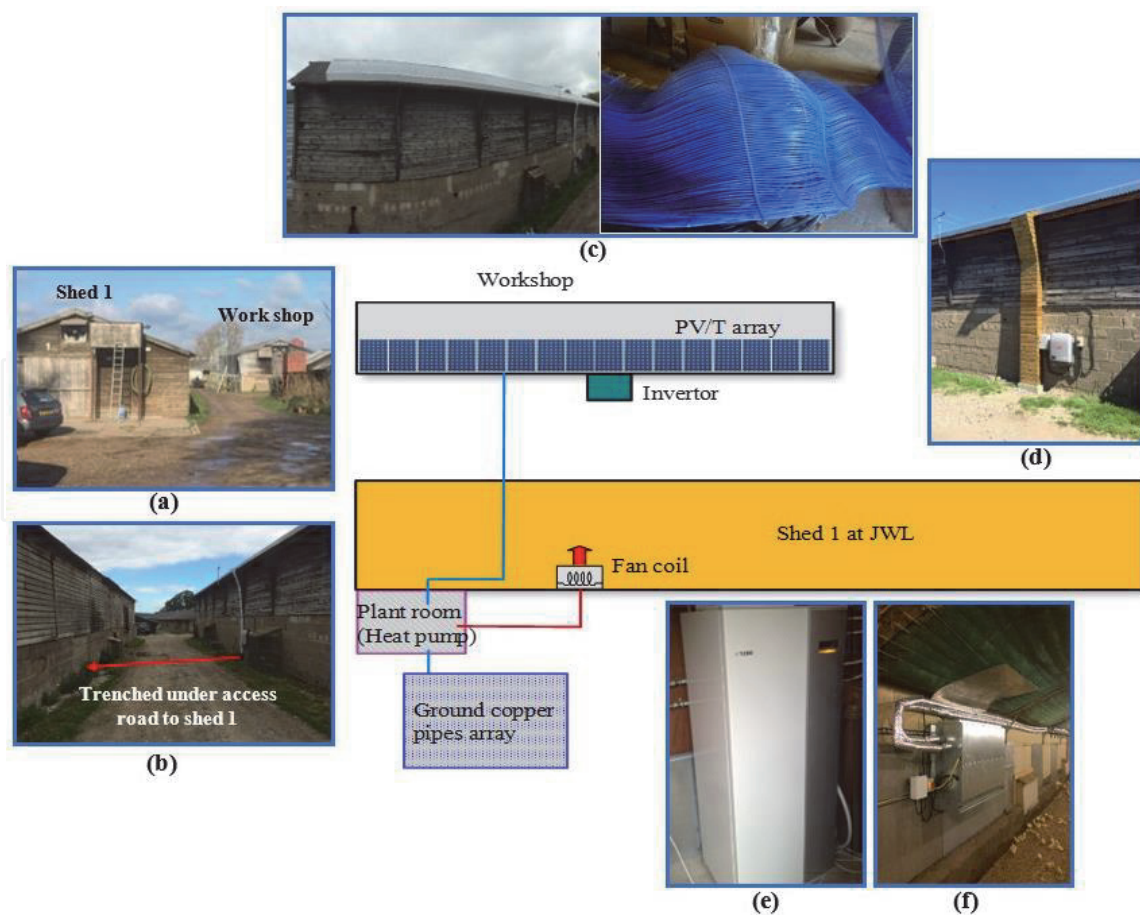 (c)
Shed 1
Work shop
(a)
Workshop
PV/T array
Invertor
(d)
Trenched under access
road to shed 1
(b)
Shed 1 at JWL
Fan coil
Plant room
(Heat pump)
Ground copper
pipes array
(e)
(f)